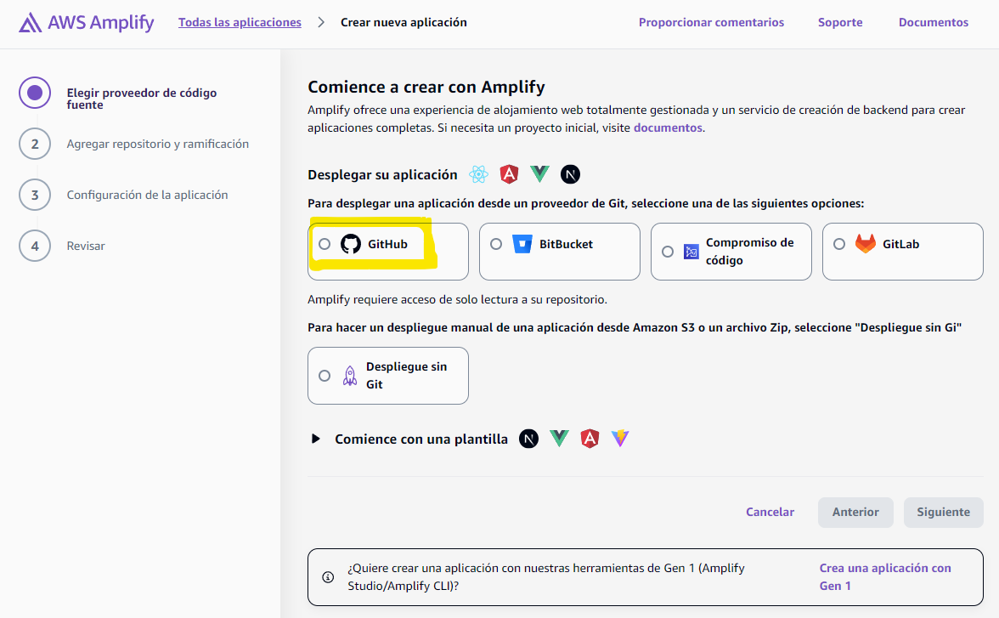 AWS Amplify
Todas las aplicaciones
Crear nueva aplicación
Proporcionar comentarios
Soporte
Documentos
Elegir proveedor de código
fuente
2
Agregar repositorio y ramificación
3
Configuración de la aplicación
4
Revisar
Comience a crear con Amplify
Amplify ofrece una experiencia de alojamiento web totalmente gestionada y un servicio de creación de backend para crear
aplicaciones completas. Si necesita un proyecto inicial, visite documentos.
Desplegar su aplicación
Para desplegar una aplicación desde un proveedor de Git, seleccione una de las siguientes opciones:
GitHub
BitBucket
Compromiso de
código
GitLab
Amplify requiere acceso de solo lectura a su repositorio.
Para hacer un despliegue manual de una aplicación desde Amazon S3 o un archivo Zip, seleccione "Despliegue sin Gi"
Despliegue sin
Git
Comience con una plantilla
Cancelar
Anterior
Siguiente
¿Quiere crear una aplicación con nuestras herramientas de Gen 1 (Amplify
Studio/Amplify CLI)?
Crea una aplicación con
Gen 1